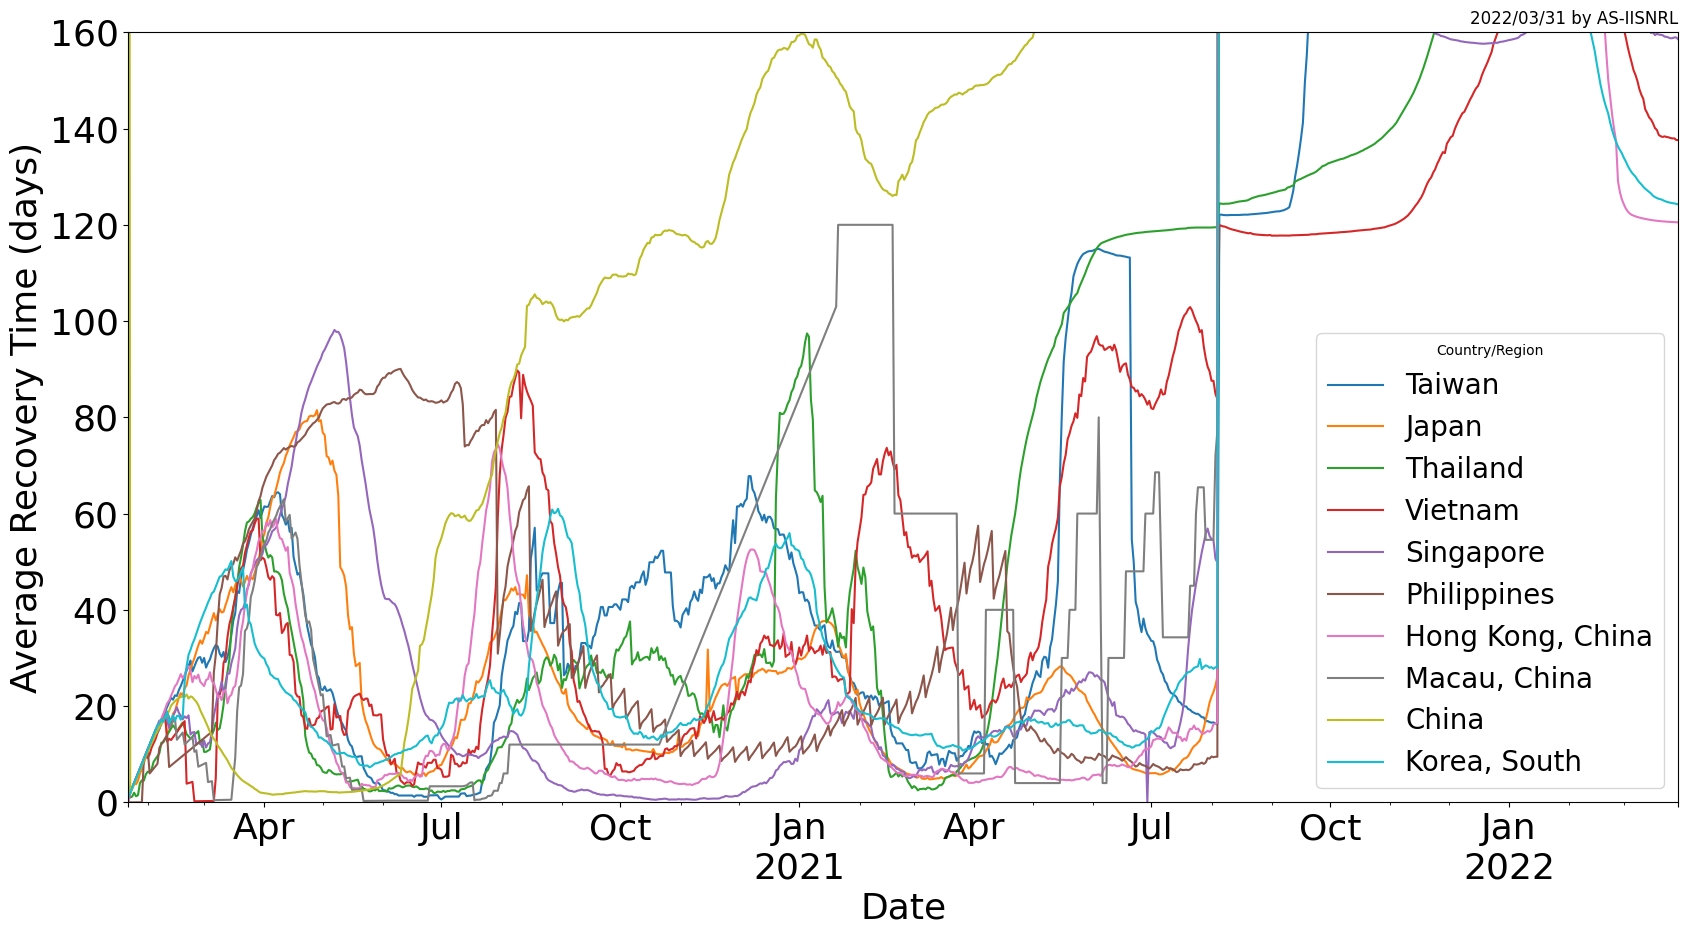 2022/03/31 by AS-IISNRL
160
140
120
100
80
60
40
20
0
Average Recovery Time (days)
Country/Region
Taiwan
Japan
Thailand
Vietnam
Singapore
Philippines
Hong Kong, China
Macau, China
China
Korea, South
Apr
Jul
Oct
Jan
2021
Apr
Jul
Oct
Jan
2022
Date